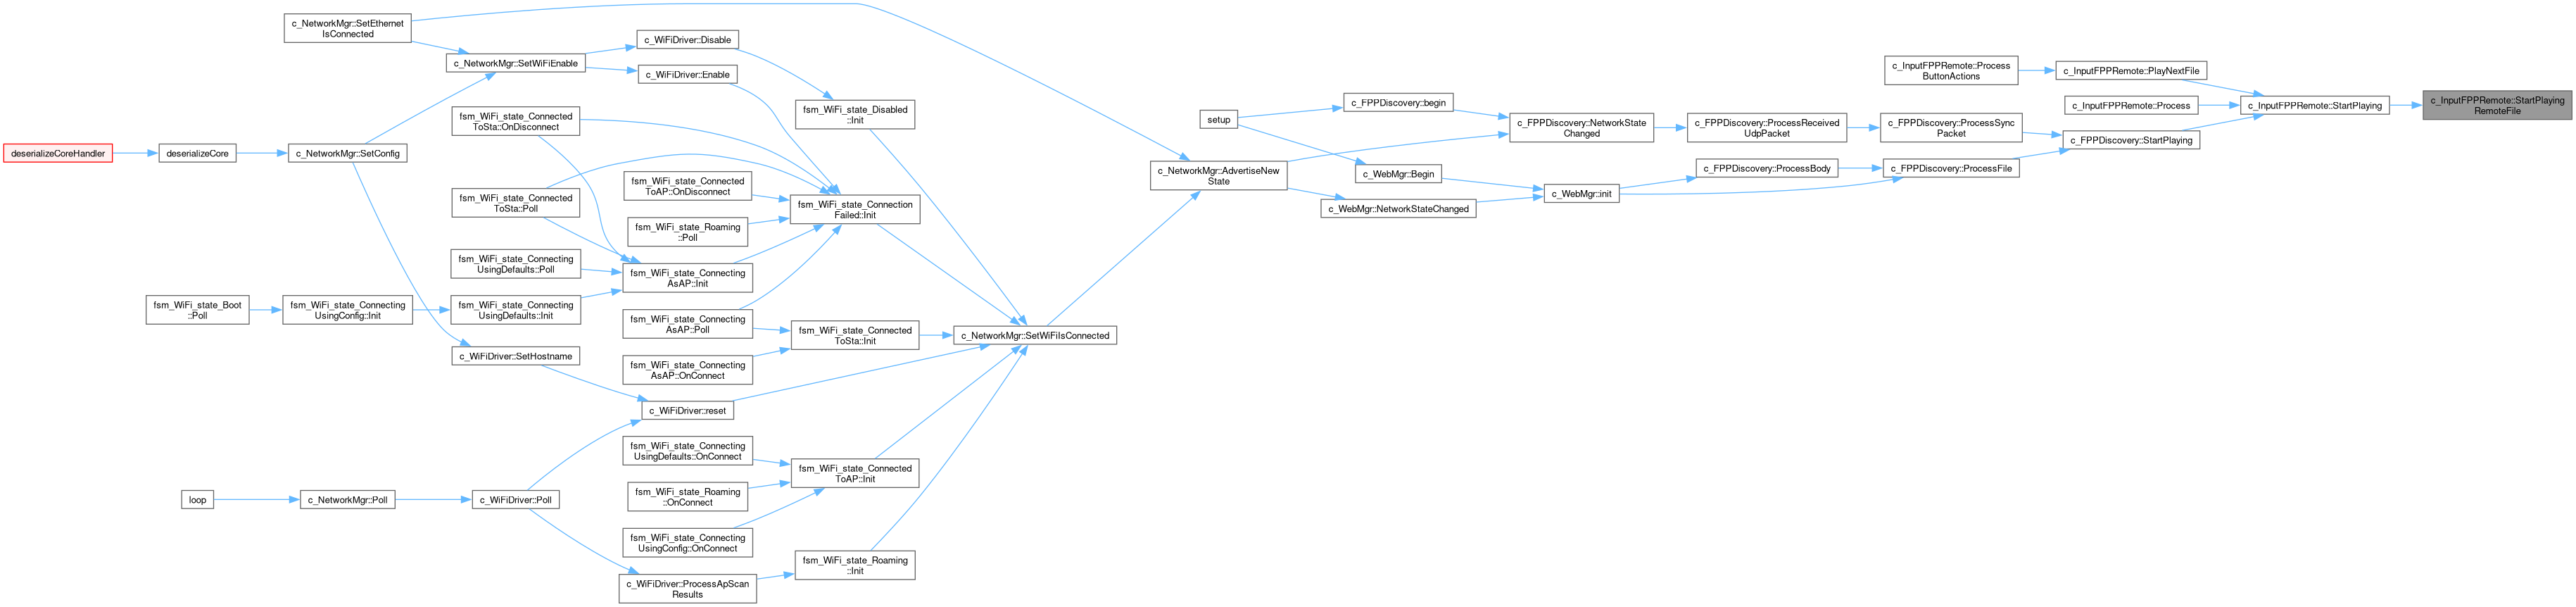 c_NetworkMgr::SetEthernet
IsConnected
c_WiFiDriver::Disable
c_NetworkMgr::SetWiFiEnable
c_WiFiDriver::Enable
fsm_WiFi_state_Disabled
::Init
fsm_WiFi_state_Connected
ToSta::OnDisconnect
deserializeCoreHandler
deserializeCore
c_NetworkMgr::SetConfig
fsm_WiFi_state_Connected
ToAP::OnDisconnect
fsm_WiFi_state_Connected
ToSta::Poll
fsm_WiFi_state_Connection
Failed::Init
fsm_WiFi_state_Roaming
::Poll
fsm_WiFi_state_Connecting
UsingDefaults::Poll
fsm_WiFi_state_Connecting
AsAP::Init
fsm_WiFi_state_Boot
::Poll
fsm_WiFi_state_Connecting
UsingConfig::Init
fsm_WiFi_state_Connecting
UsingDefaults::Init
fsm_WiFi_state_Connecting
AsAP::Poll
fsm_WiFi_state_Connected
ToSta::Init
c_NetworkMgr::SetWiFiIsConnected
c_WiFiDriver::SetHostname
fsm_WiFi_state_Connecting
AsAP::OnConnect
c_WiFiDriver::reset
fsm_WiFi_state_Connecting
UsingDefaults::OnConnect
fsm_WiFi_state_Connected
ToAP::Init
loop
c_NetworkMgr::Poll
c_WiFiDriver::Poll
fsm_WiFi_state_Roaming
::OnConnect
fsm_WiFi_state_Connecting
UsingConfig::OnConnect
fsm_WiFi_state_Roaming
::Init
c_WiFiDriver::ProcessApScan
Results
setup
c_FPPDiscovery::begin
c_NetworkMgr::AdvertiseNew
State
c_WebMgr::Begin
c_WebMgr::NetworkStateChanged
c_FPPDiscovery::NetworkState
Changed
c_WebMgr::init
c_FPPDiscovery::ProcessReceived
UdpPacket
c_FPPDiscovery::ProcessBody
c_InputFPPRemote::Process
ButtonActions
c_FPPDiscovery::ProcessSync
Packet
c_FPPDiscovery::ProcessFile
c_InputFPPRemote::PlayNextFile
c_InputFPPRemote::Process
c_FPPDiscovery::StartPlaying
c_InputFPPRemote::StartPlaying
c_InputFPPRemote::StartPlaying
RemoteFile